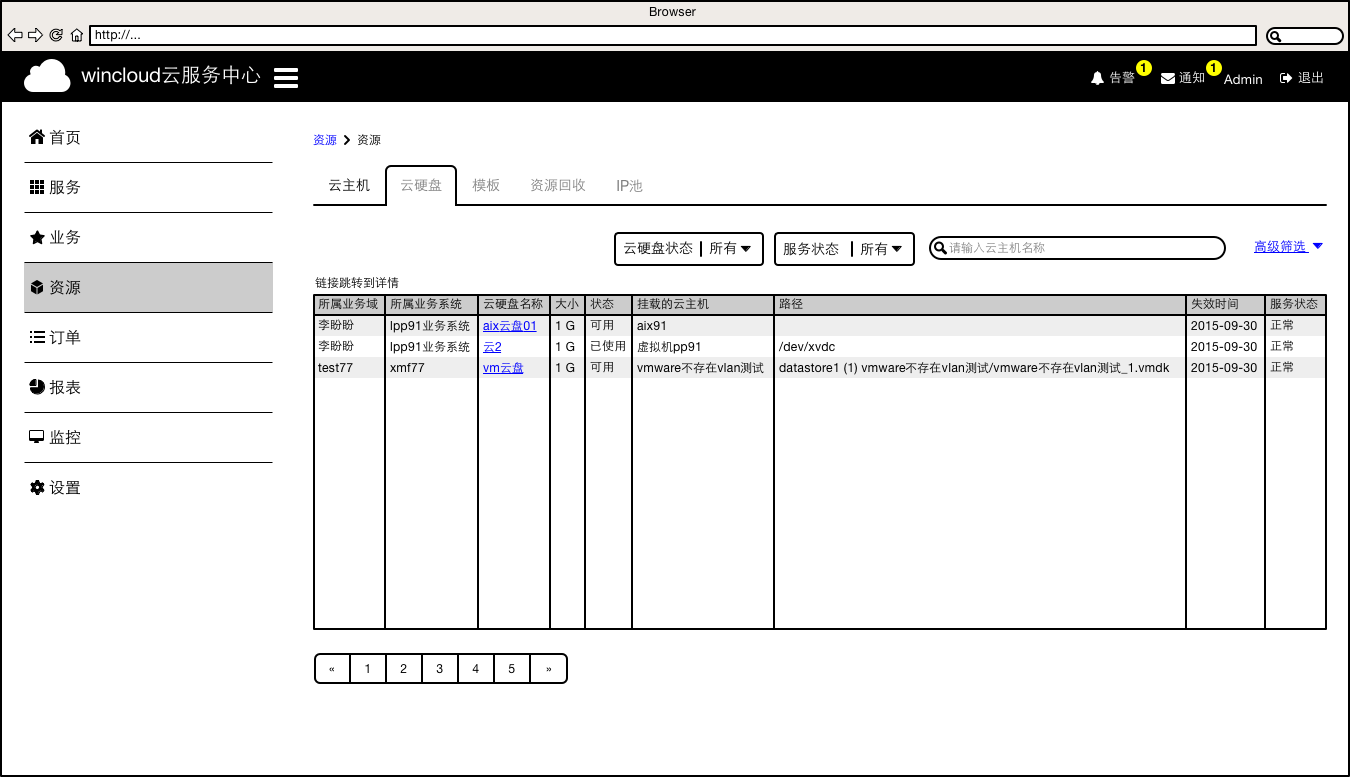 Browser
http://...
wincloud云服务中心
告警 1 通知 1 Admin 退出
首页
服务
业务
资源
订单
报表
监控
设置
资源 资源
云主机 云硬盘 模板 资源回收 IP池
云硬盘状态 所有 服务状态 所有 请输入云主机名称 高级筛选
链接跳转到详情
所属业务域 所属业务系统 云硬盘名称 大小 状态 挂载的云主机 路径 失效时间 服务状态
李盼盼 lpp91业务系统 aix云盘01 1 G 可用 aix91 2015-09-30 正常
李盼盼 lpp91业务系统 云2 1 G 已使用 虚拟机pp91 /dev/xvdc 2015-09-30 正常
test77 xmf77 vm云盘 1 G 可用 vmware不存在vlan测试 datastore1 (1) vmware不存在vlan测试/vmware不存在vlan测试_1.vmdk 2015-09-30 正常
« 1 2 3 4 5 »